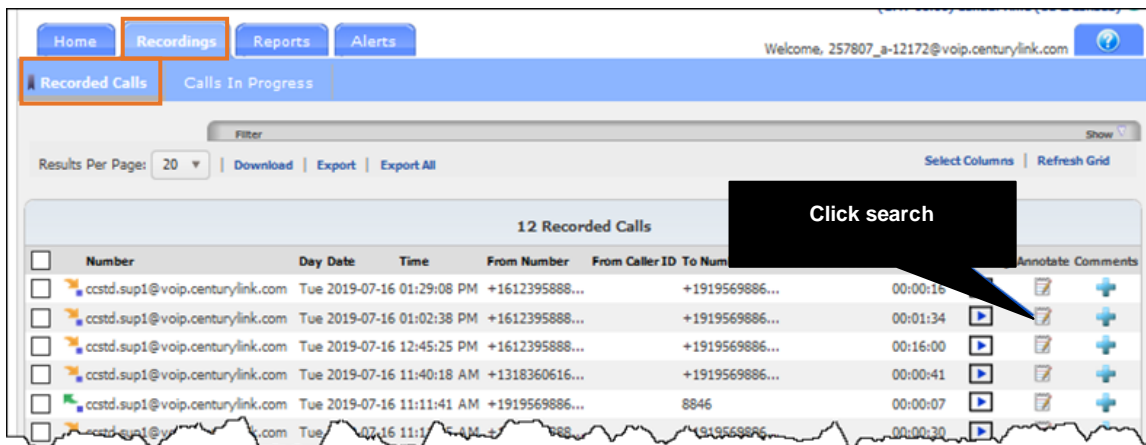 Home Recordings Reports Alerts
Welcome, 257807_a-12172@voip.centurylink.com
Recorded Calls Calls In Progress
Filter Show
Results Per Page: 20 | Download | Export | Export All Select Columns | Refresh Grid
Click search
12 Recorded Calls
Number Day Date Time From Number From Caller ID To Num Annotate Comments
ccstd.sup1@voip.centurylink.com Tue 2019-07-16 01:29:08 PM +1612395888... +1919569886... 00:00:16
ccstd.sup1@voip.centurylink.com Tue 2019-07-16 01:02:38 PM +1612395888... +1919569886... 00:01:34
ccstd.sup1@voip.centurylink.com Tue 2019-07-16 12:45:25 PM +1612395888... +1919569886... 00:16:00
ccstd.sup1@voip.centurylink.com Tue 2019-07-16 11:40:18 AM +1318360616... +1919569886... 00:00:41
ccstd.sup1@voip.centurylink.com Tue 2019-07-16 11:11:41 AM +1919569886... 8846 00:00:07
Tue 00:00:30